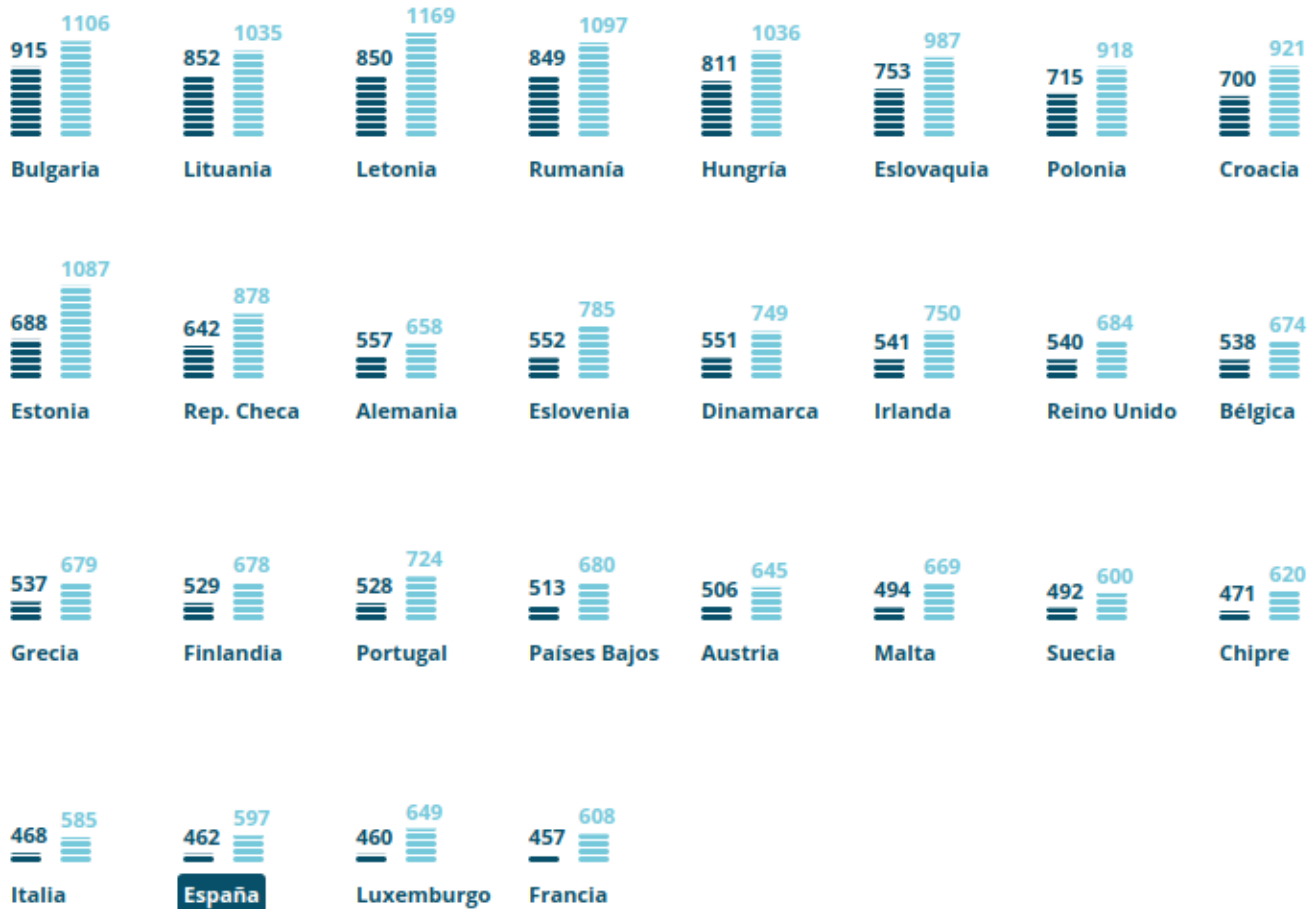 915 1106 852 1035 850 1169 849 1097 811 1036 753 987 715 918 700 921
Bulgaria Lituania Letonia Rumanía Hungría Eslovaquia Polonia Croacia
688 1087 642 878 557 658 552 785 551 749 541 750 540 684 538 674
Estonia Rep. Checa Alemania Eslovenia Dinamarca Irlanda Reino Unido Bélgica
537 679 529 678 528 724 513 680 506 645 494 669 492 600 471 620
Grecia Finlandia Portugal Países Bajos Austria Malta Suecia Chipre
468 585 462 597 460 649 457 608
Italia España Luxemburgo Francia